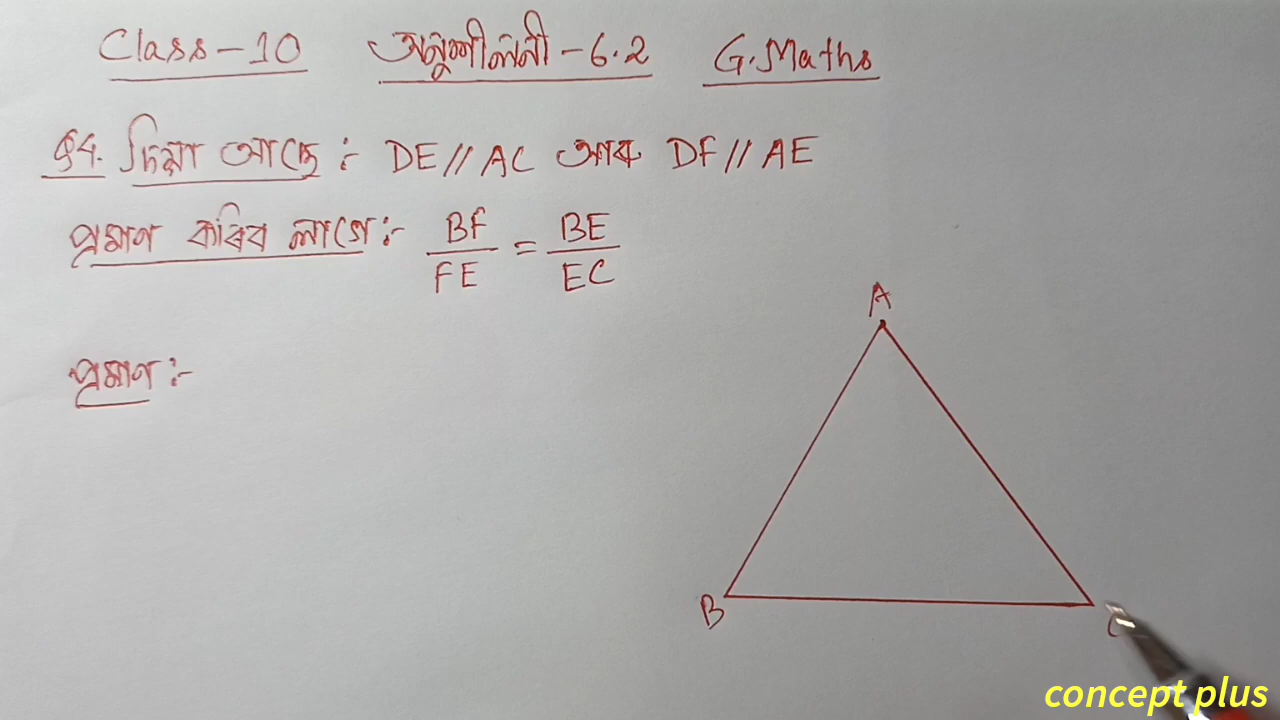 Class-10 অনুশীলনী-6.2 G.Maths
Q4. দিয়া আছে:- DE//AC আৰু DF//AE
প্ৰমাণ কৰিব লাগে:- BF/FE = BE/EC
প্ৰমাণ:-
A
B
C
concept plus